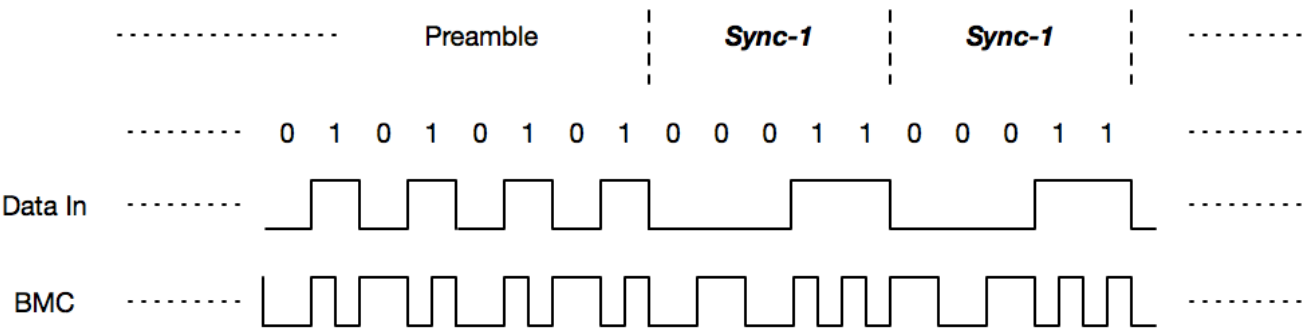 Preamble Sync-1 Sync-1
0 1 0 1 0 1 0 1 0 0 0 1 1 0 0 0 1 1
Data In
BMC